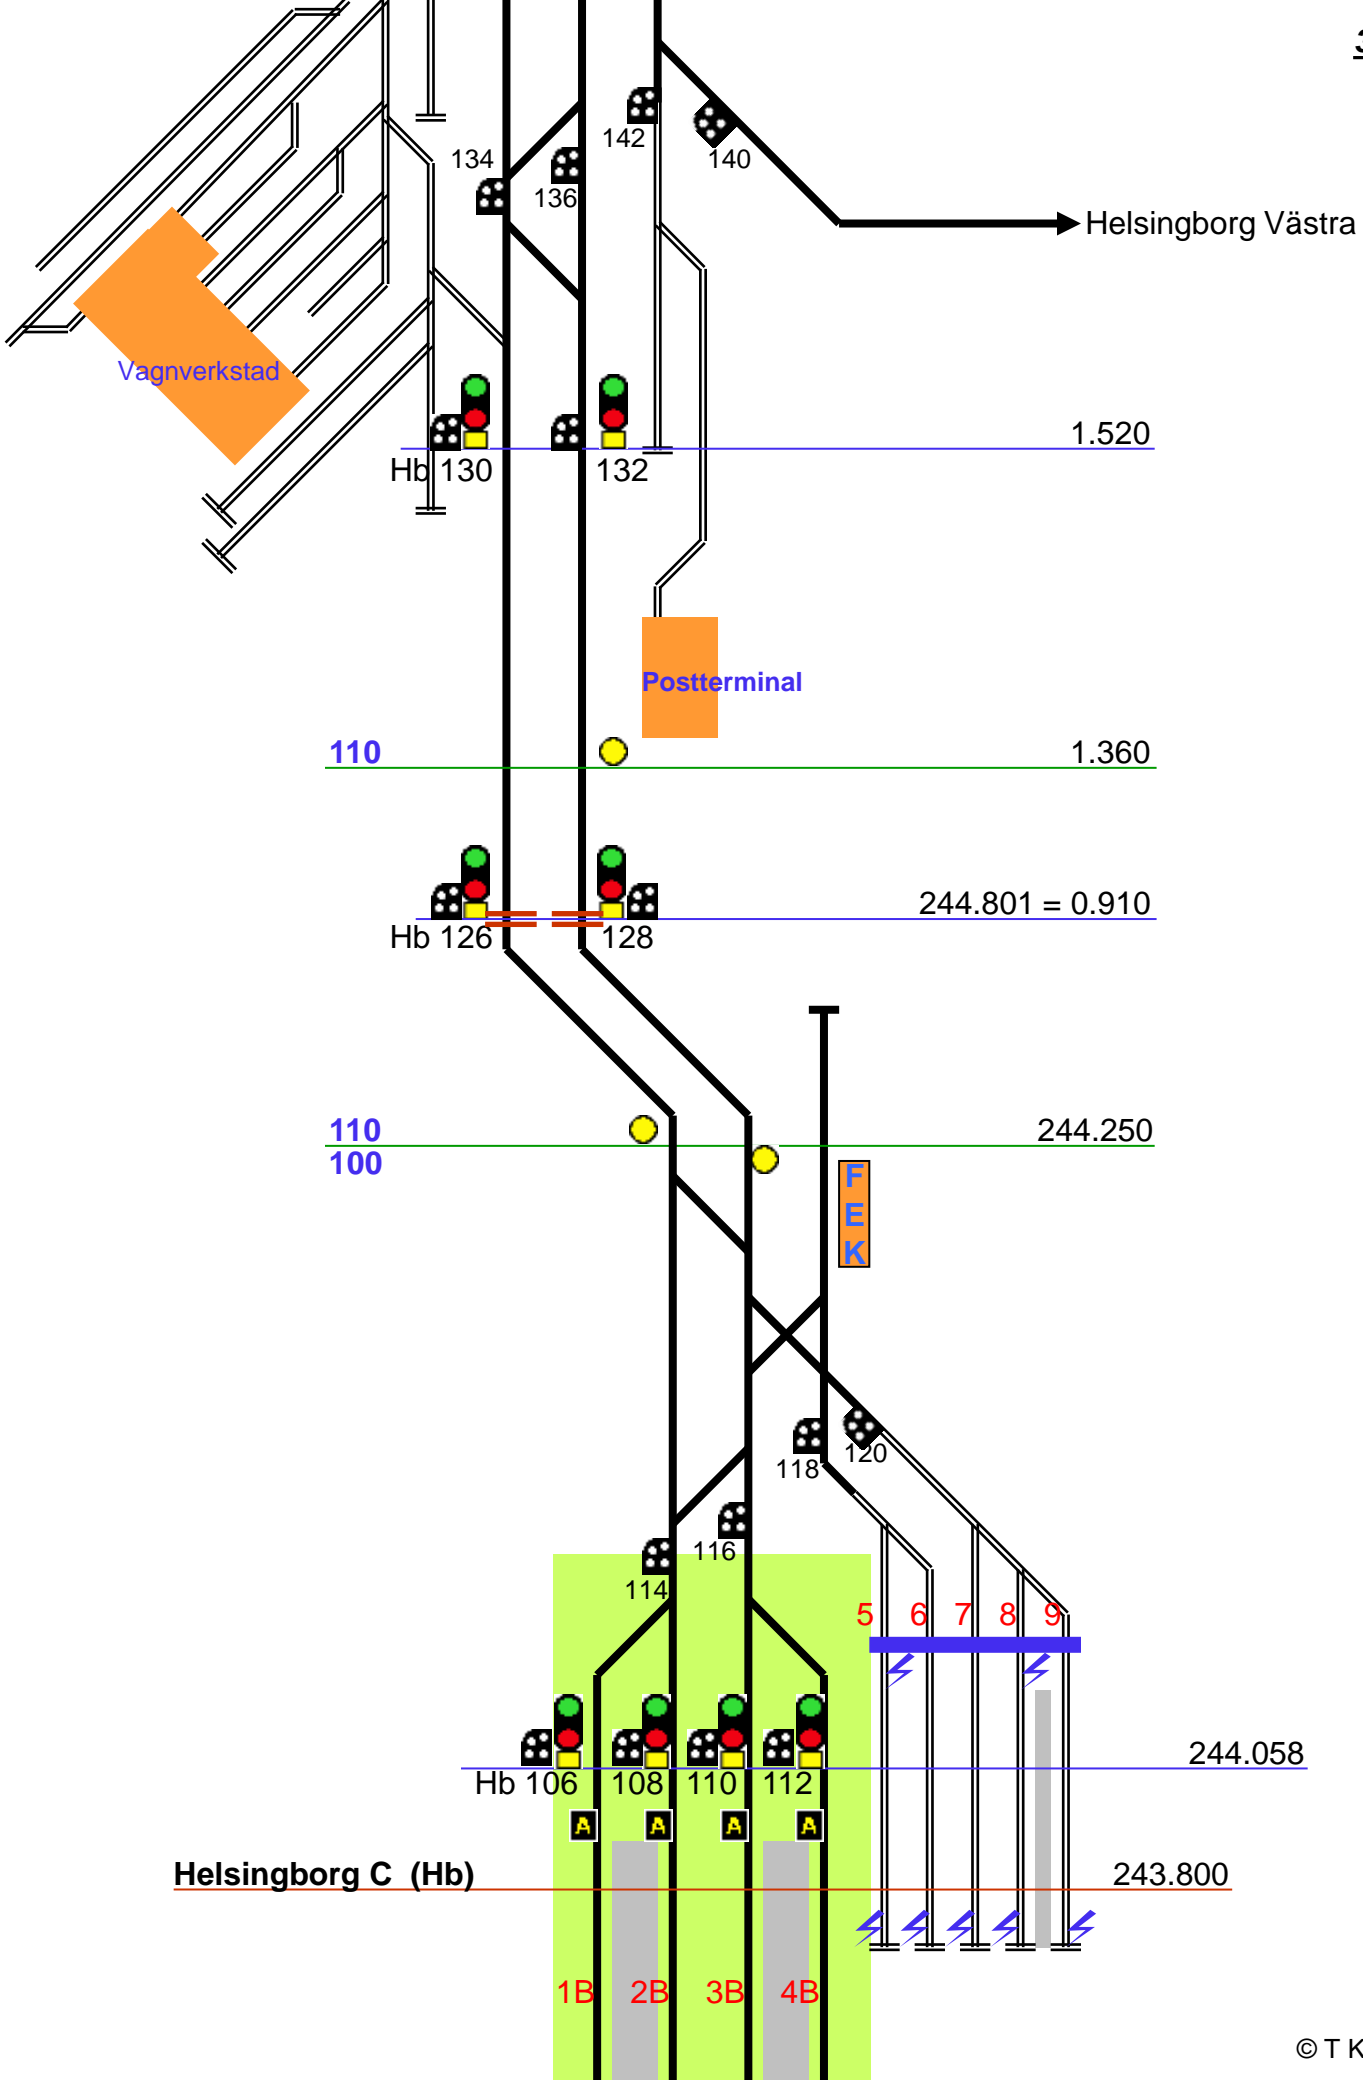 3
142
134
140
136
Helsingborg Västra
Vagnverkstad
1.520
Hb 130
132
Postterminal
110
1.360
244.801 = 0.910
Hb 126
128
110
244.250
100
F
E
K
118
120
116
114
5 6 7 8 9
244.058
Hb 106 108 110 112
A A A A
Helsingborg C (Hb)
243.800
1B 2B 3B 4B
© T K